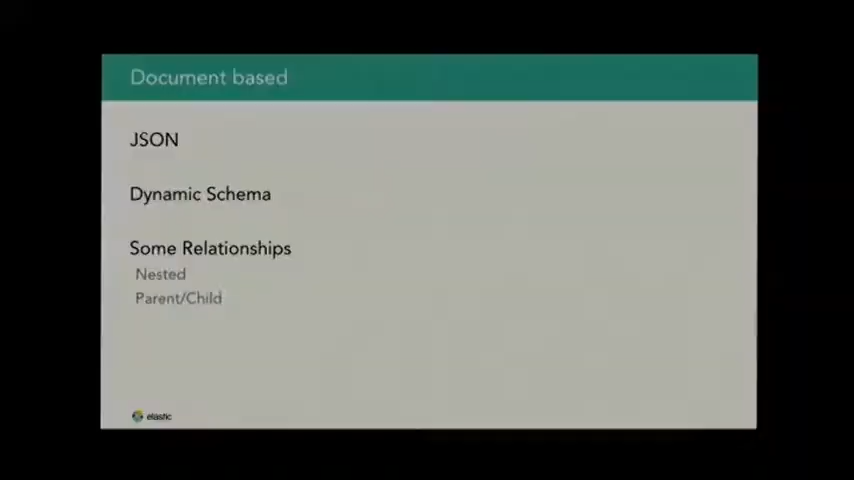 Document based
JSON
Dynamic Schema
Some Relationships
Nested
Parent/Child
elastic